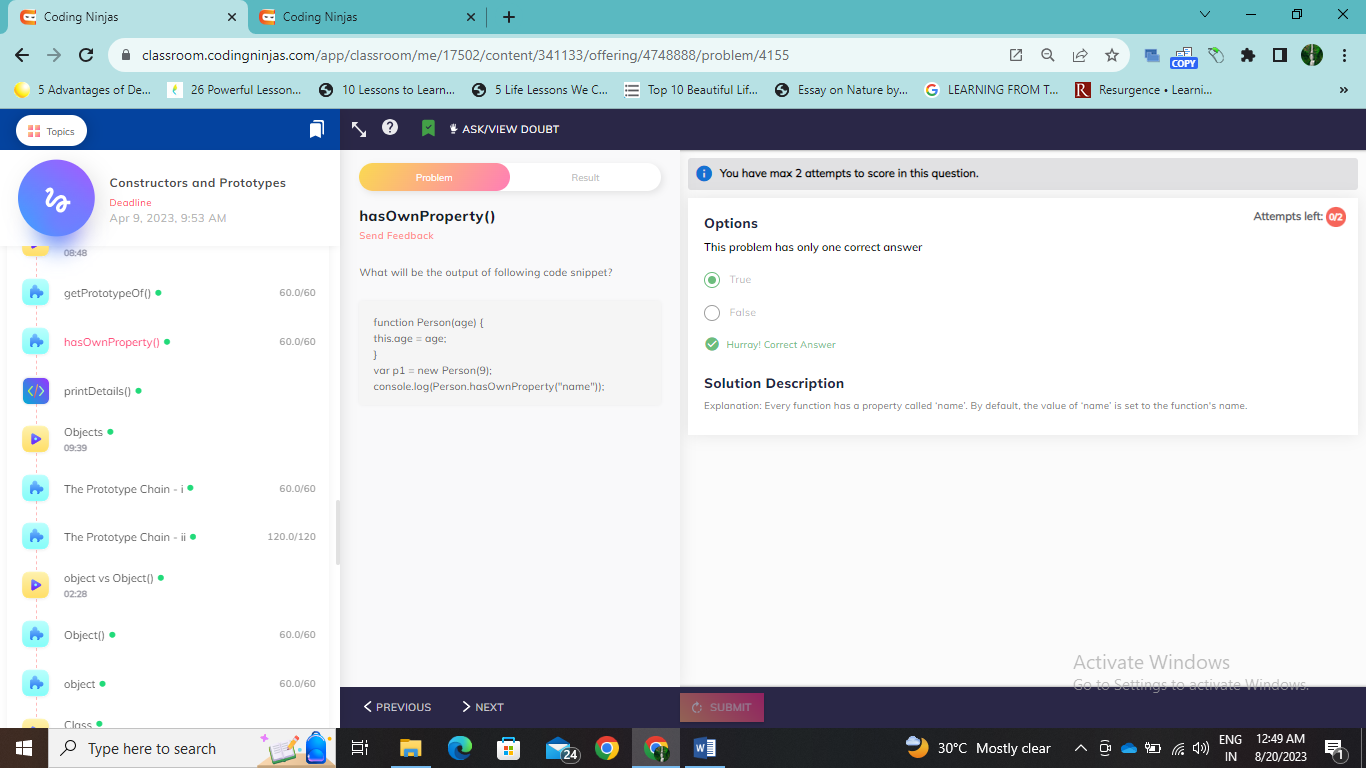 Coding Ninjas
Coding Ninjas
classroom.codingninjas.com/app/classroom/me/17502/content/341133/offering/4748888/problem/4155
COPY
5 Advantages of De...
26 Powerful Lesson...
10 Lessons to Learn...
5 Life Lessons We C...
Top 10 Beautiful Lif...
Essay on Nature by...
LEARNING FROM T...
Resurgence • Learni...
»
Topics
ASK/VIEW DOUBT
Constructors and Prototypes
Deadline
Apr 9, 2023, 9:53 AM
08:48
getPrototypeOf()
60.0/60
hasOwnProperty()
60.0/60
printDetails()
Objects
09:39
The Prototype Chain - i
60.0/60
The Prototype Chain - ii
120.0/120
object vs Object()
02:28
Object()
60.0/60
object
60.0/60
Class
Problem
Result
hasOwnProperty()
Send Feedback
What will be the output of following code snippet?
function Person(age) {
this.age = age;
}
var p1 = new Person(9);
console.log(Person.hasOwnProperty("name"));
PREVIOUS
NEXT
You have max 2 attempts to score in this question.
Options
Attempts left: 0/2
This problem has only one correct answer
True
False
Hurray! Correct Answer
Solution Description
Explanation: Every function has a property called ‘name’. By default, the value of ‘name’ is set to the function's name.
Activate Windows
Go to Settings to activate Windows.
SUBMIT
Type here to search
24
30°C Mostly clear
ENG
IN
12:49 AM
8/20/2023
1